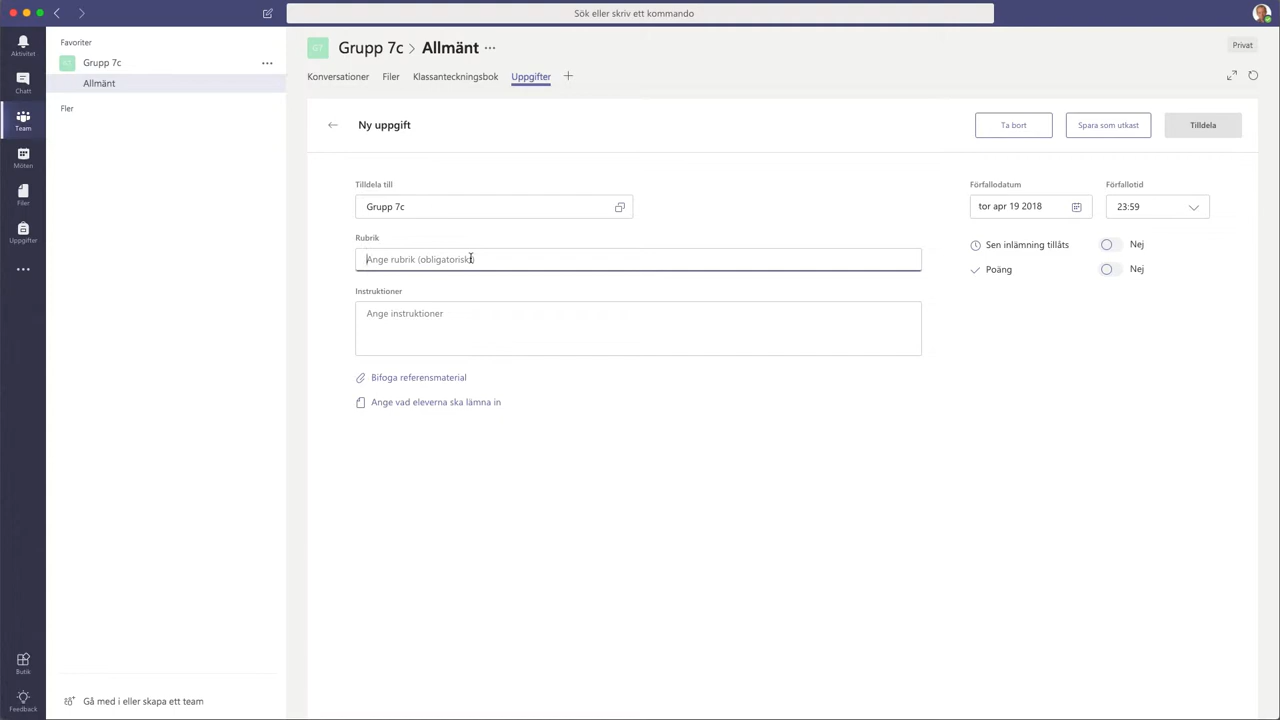 Sök eller skriv ett kommando
Aktivitet
Chatt
Team
Möten
Filer
Uppgifter
Butik
Feedback
Favoriter
GT
Grupp 7c
Allmänt
Fler
Gå med i eller skapa ett team
GT
Grupp 7c > Allmänt
Privat
Konversationer
Filer
Klassanteckningsbok
Uppgifter
Ny uppgift
Ta bort
Spara som utkast
Tilldela
Tilldela till
Grupp 7c
Rubrik
Ange rubrik (obligatorisk)
Instruktioner
Ange instruktioner
Bifoga referensmaterial
Ange vad eleverna ska lämna in
Förfallodatum
Förfallotid
tor apr 19 2018
23:59
Sen inlämning tillåts
Nej
Poäng
Nej